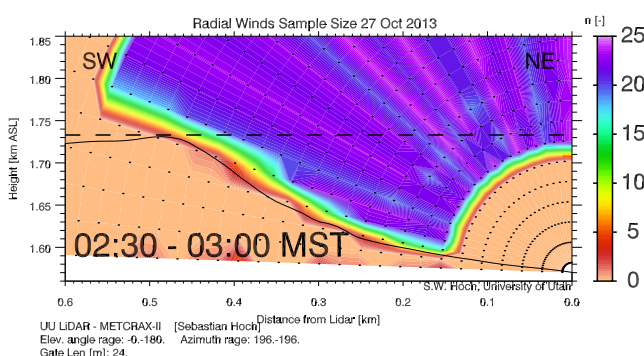 Radial Winds Sample Size 27 Oct 2013
n [-]
1.85
1.80
1.75
1.70
1.65
1.60
Height [km ASL]
SW
NE
25
20
15
10
5
0
02:30 - 03:00 MST
S.W. Hoch, University of Utah
0.6 0.5 0.4 0.3 0.2 0.1 0.0
Distance from Lidar [km]
UU LiDAR - METCRAX-II [Sebastian Hoch]
Elev. angle rage: -0.-180. Azimuth rage: 196.-196.
Gate Len [m]: 24.